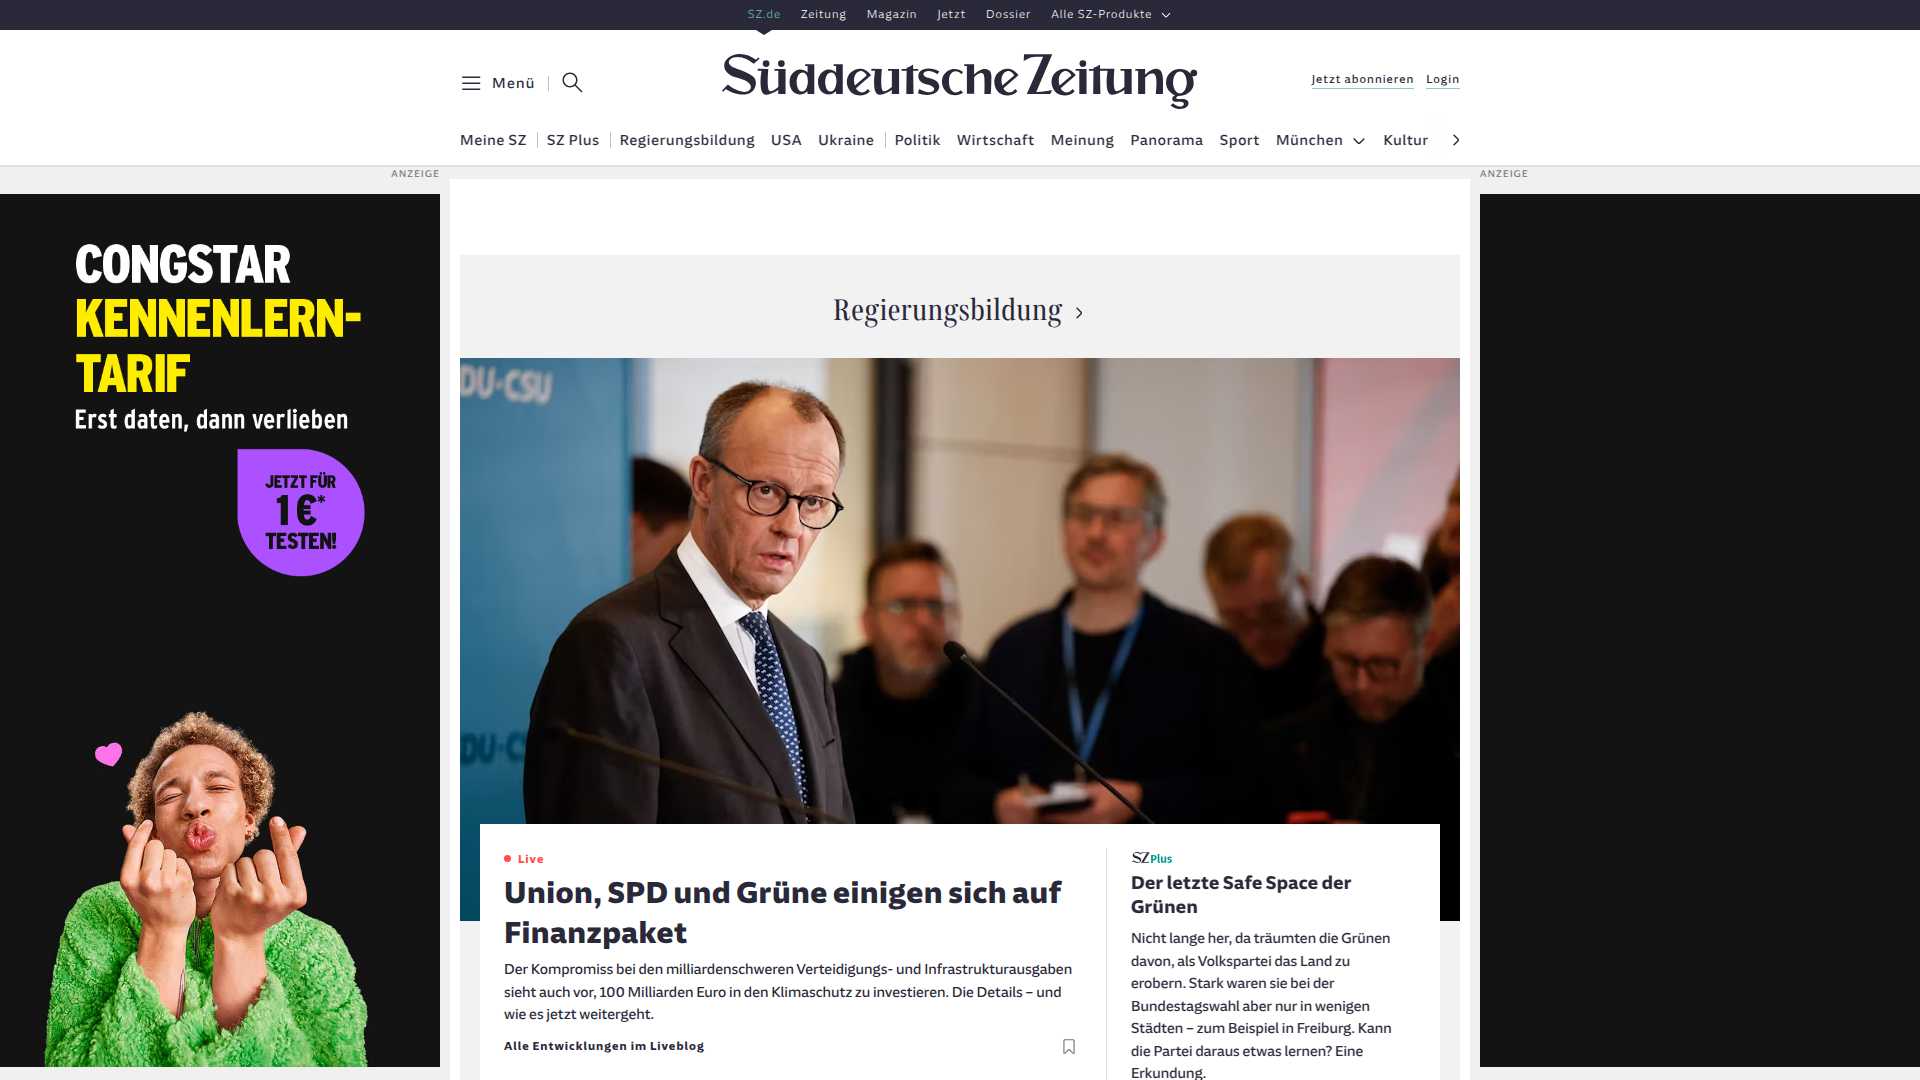 SZ.de Zeitung Magazin Jetzt Dossier Alle SZ-Produkte
Menü
Süddeutsche Zeitung
Jetzt abonnieren Login
Meine SZ SZ Plus Regierungsbildung USA Ukraine Politik Wirtschaft Meinung Panorama Sport München Kultur
ANZEIGE
ANZEIGE
CONGSTAR
KENNENLERN-
TARIF
Erst daten, dann verlieben
JETZT FÜR
1 €*
TESTEN!
Regierungsbildung
DU-CSU
DU-CS
Live
Union, SPD und Grüne einigen sich auf
Finanzpaket
Der Kompromiss bei den milliardenschweren Verteidigungs- und Infrastrukturausgaben
sieht auch vor, 100 Milliarden Euro in den Klimaschutz zu investieren. Die Details – und
wie es jetzt weitergeht.
Alle Entwicklungen im Liveblog
SZ Plus
Der letzte Safe Space der
Grünen
Nicht lange her, da träumten die Grünen
davon, als Volkspartei das Land zu
erobern. Stark waren sie bei der
Bundestagswahl aber nur in wenigen
Städten – zum Beispiel in Freiburg. Kann
die Partei daraus etwas lernen? Eine
Erkundung.